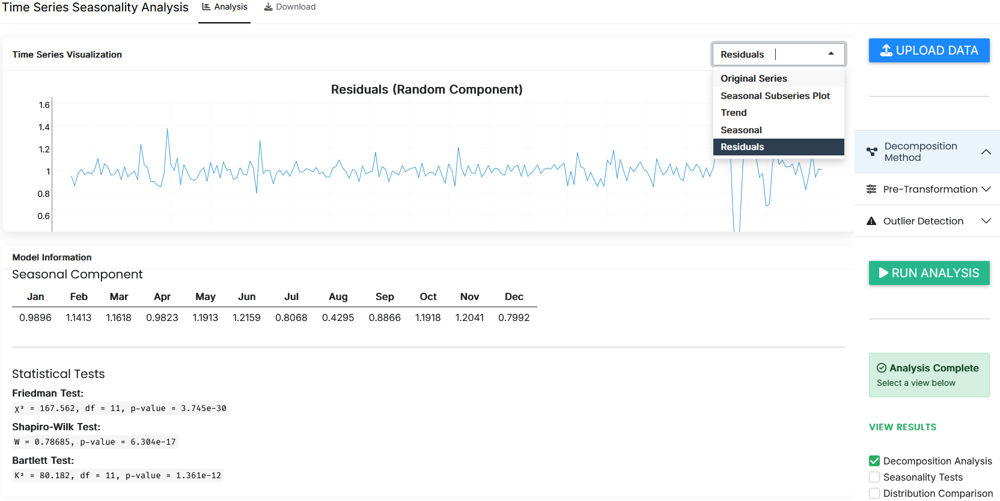 Time Series Seasonality Analysis
Analysis
Download
Time Series Visualization
Residuals
Original Series
Seasonal Subseries Plot
Trend
Seasonal
Residuals
Residuals (Random Component)
1.6
1.4
1.2
1
0.8
0.6
UPLOAD DATA
Decomposition
Method
Pre-Transformation
Outlier Detection
RUN ANALYSIS
Analysis Complete
Select a view below
VIEW RESULTS
Decomposition Analysis
Seasonality Tests
Distribution Comparison
Model Information
Seasonal Component
Jan Feb Mar Apr May Jun Jul Aug Sep Oct Nov Dec
0.9896 1.1413 1.1618 0.9823 1.1913 1.2159 0.8068 0.4295 0.8866 1.1918 1.2041 0.7992
Statistical Tests
Friedman Test:
χ² = 167.562, df = 11, p-value = 3.745e-30
Shapiro-Wilk Test:
W = 0.78685, p-value = 6.304e-17
Bartlett Test:
K² = 80.182, df = 11, p-value = 1.361e-12